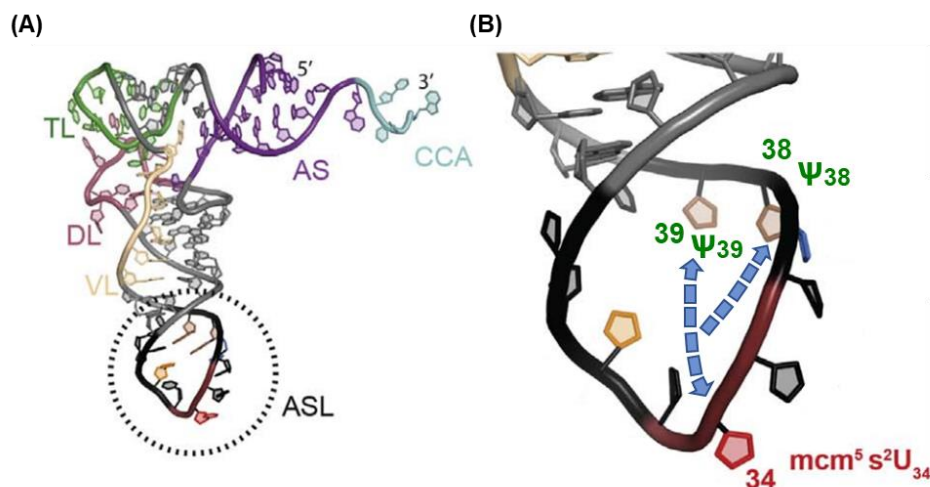 (A)
(B)
5′
3′
TL
AS
CCA
DL
VL
ASL
38
Ψ38
39 Ψ39
34
mcm⁵ s²U₃₄